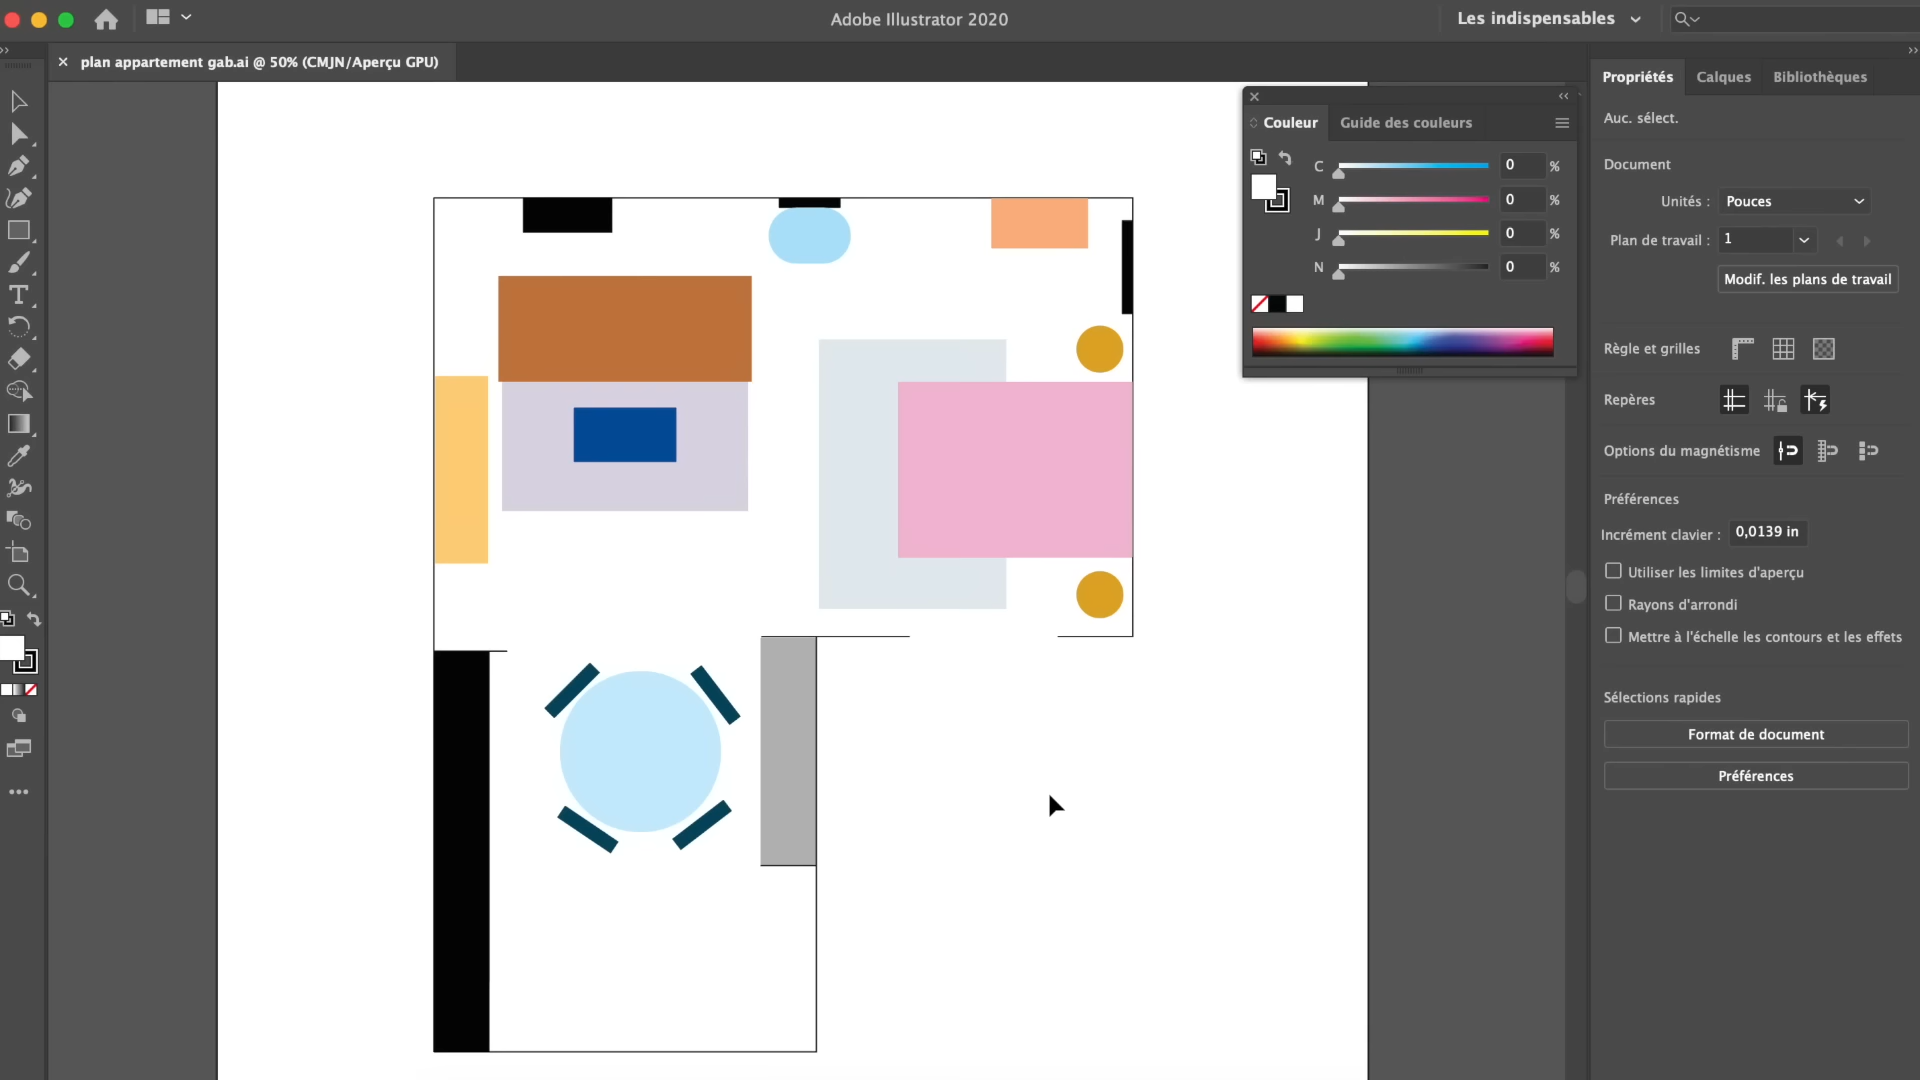 Adobe Illustrator 2020
Les indispensables
plan appartement gab.ai @ 50% (CMJN/Aperçu GPU)
Couleur Guide des couleurs
C 0 %
M 0 %
J 0 %
N 0 %
Propriétés Calques Bibliothèques
Auc. sélect.
Document
Unités : Pouces
Plan de travail : 1
Modif. les plans de travail
Règle et grilles
Repères
Options du magnétisme
Préférences
Incrément clavier : 0,0139 in
Utiliser les limites d'aperçu
Rayons d'arrondi
Mettre à l'échelle les contours et les effets
Sélections rapides
Format de document
Préférences